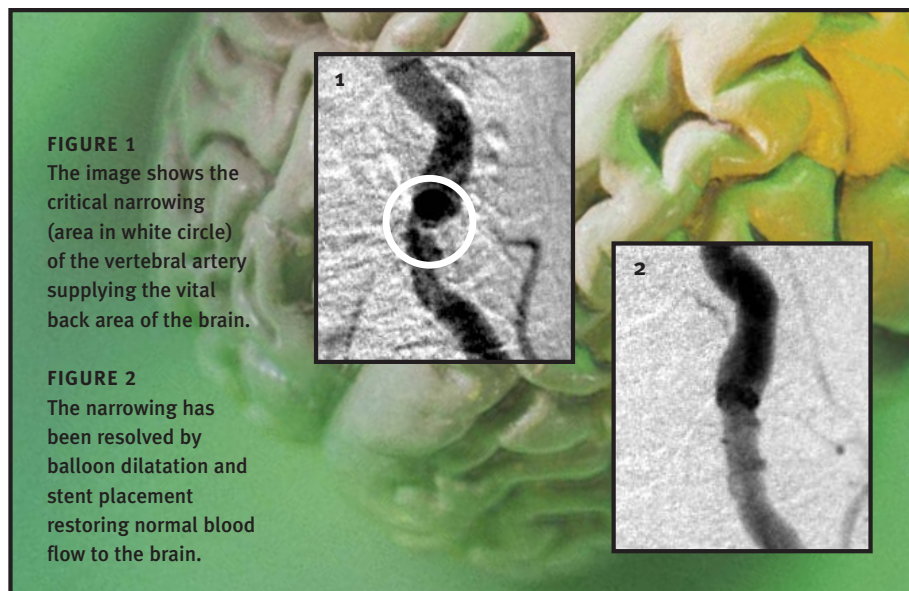 FIGURE 1
The image shows the
critical narrowing
(area in white circle)
of the vertebral artery
supplying the vital
back area of the brain.
FIGURE 2
The narrowing has
been resolved by
balloon dilatation and
stent placement
restoring normal blood
flow to the brain.
1
2